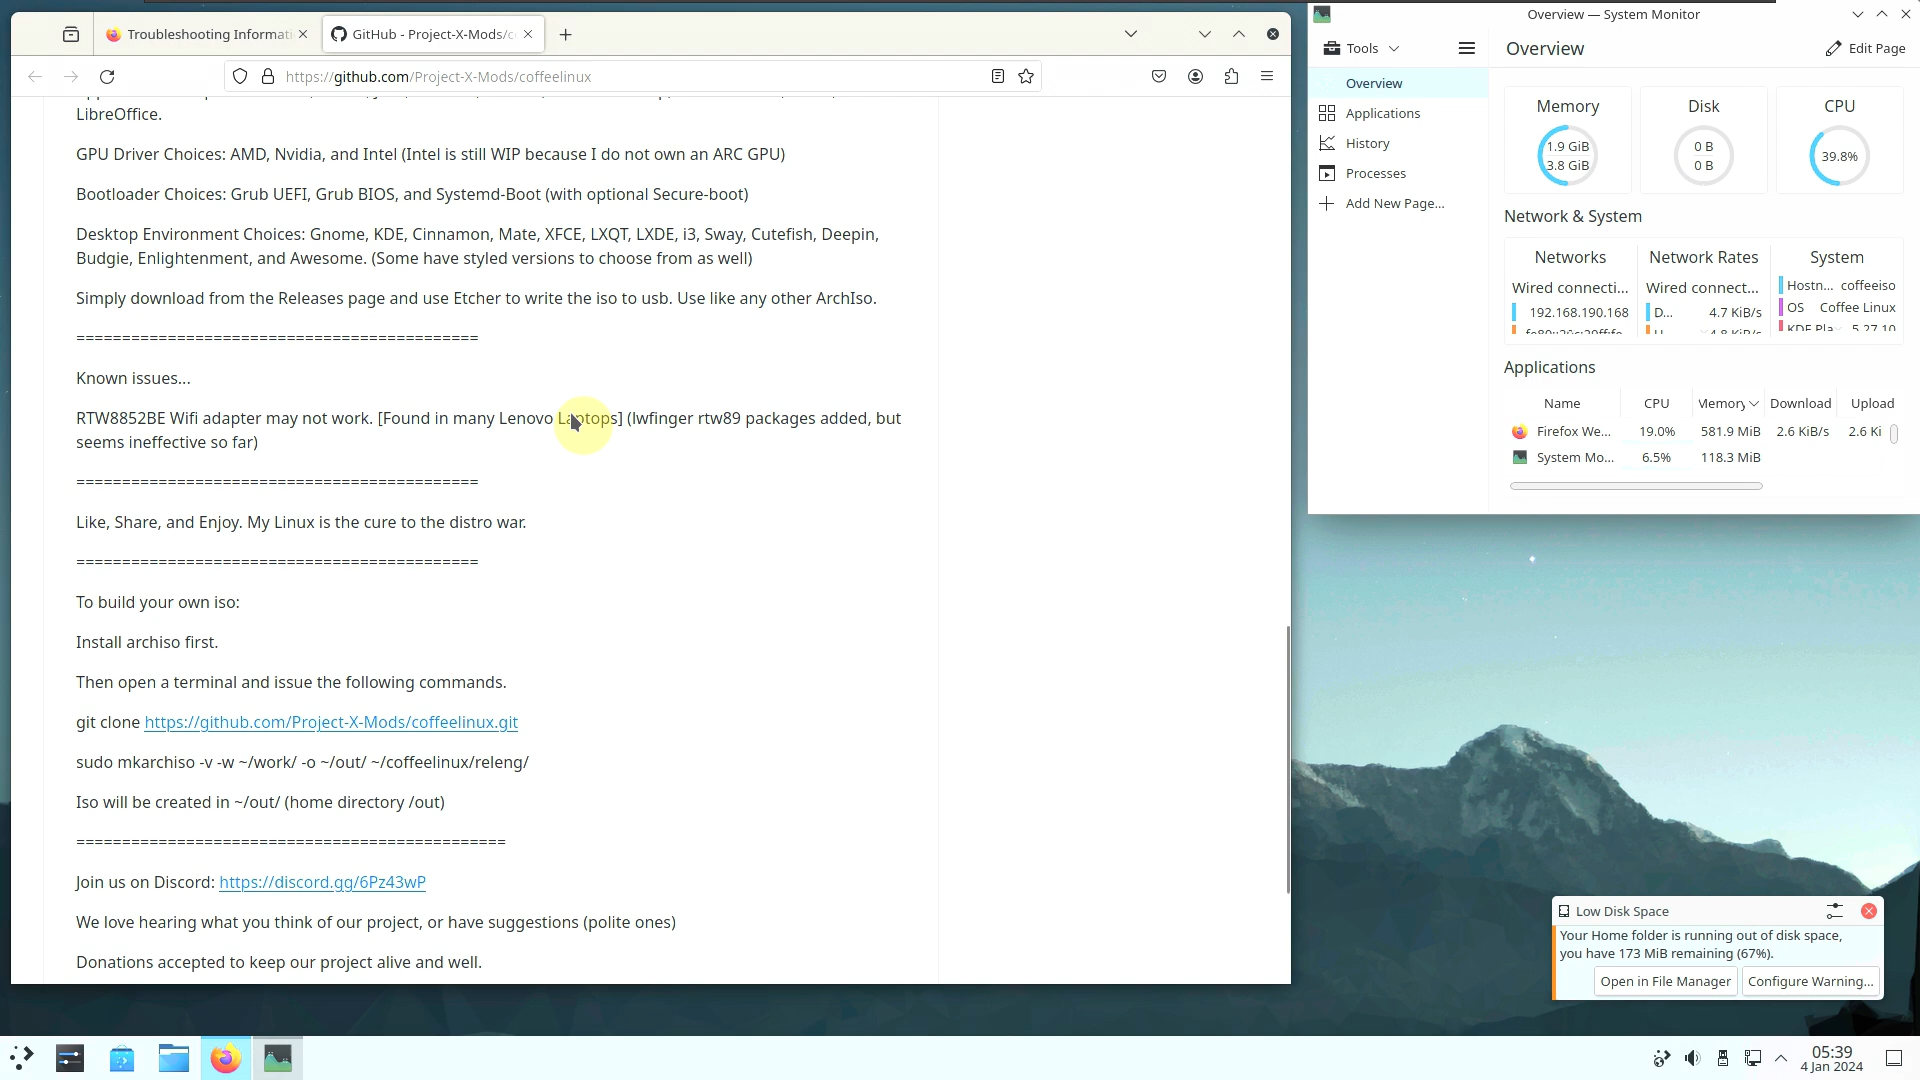 Troubleshooting Informati
GitHub - Project-X-Mods/c
https://github.com/Project-X-Mods/coffeelinux
LibreOffice.
GPU Driver Choices: AMD, Nvidia, and Intel (Intel is still WIP because I do not own an ARC GPU)
Bootloader Choices: Grub UEFI, Grub BIOS, and Systemd-Boot (with optional Secure-boot)
Desktop Environment Choices: Gnome, KDE, Cinnamon, Mate, XFCE, LXQT, LXDE, i3, Sway, Cutefish, Deepin,
Budgie, Enlightenment, and Awesome. (Some have styled versions to choose from as well)
Simply download from the Releases page and use Etcher to write the iso to usb. Use like any other ArchIso.
============================================
Known issues...
RTW8852BE Wifi adapter may not work. [Found in many Lenovo Laptops] (lwfinger rtw89 packages added, but
seems ineffective so far)
============================================
Like, Share, and Enjoy. My Linux is the cure to the distro war.
============================================
To build your own iso:
Install archiso first.
Then open a terminal and issue the following commands.
git clone https://github.com/Project-X-Mods/coffeelinux.git
sudo mkarchiso -v -w ~/work/ -o ~/out/ ~/coffeelinux/releng/
Iso will be created in ~/out/ (home directory /out)
===============================================
Join us on Discord: https://discord.gg/6Pz43wP
We love hearing what you think of our project, or have suggestions (polite ones)
Donations accepted to keep our project alive and well.
Overview — System Monitor
Tools
Overview
Edit Page
Overview
Applications
History
Processes
Add New Page...
Memory
1.9 GiB
3.8 GiB
Disk
0 B
0 B
CPU
39.8%
Network & System
Networks
Wired connecti...
192.168.190.168
Network Rates
Wired connect...
D... 4.7 KiB/s
4.8 KiB/s
System
Hostn... coffeeiso
OS Coffee Linux
KDE Pla 5.27.10
Applications
Name CPU Memory Download Upload
Firefox We... 19.0% 581.9 MiB 2.6 KiB/s 2.6 Ki
System Mo... 6.5% 118.3 MiB
Low Disk Space
Your Home folder is running out of disk space,
you have 173 MiB remaining (67%).
Open in File Manager
Configure Warning...
05:39
4 Jan 2024